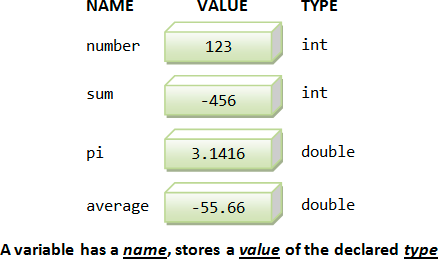 NAME VALUE TYPE
number 123 int
sum -456 int
pi 3.1416 double
average -55.66 double
A variable has a name, stores a value of the declared type